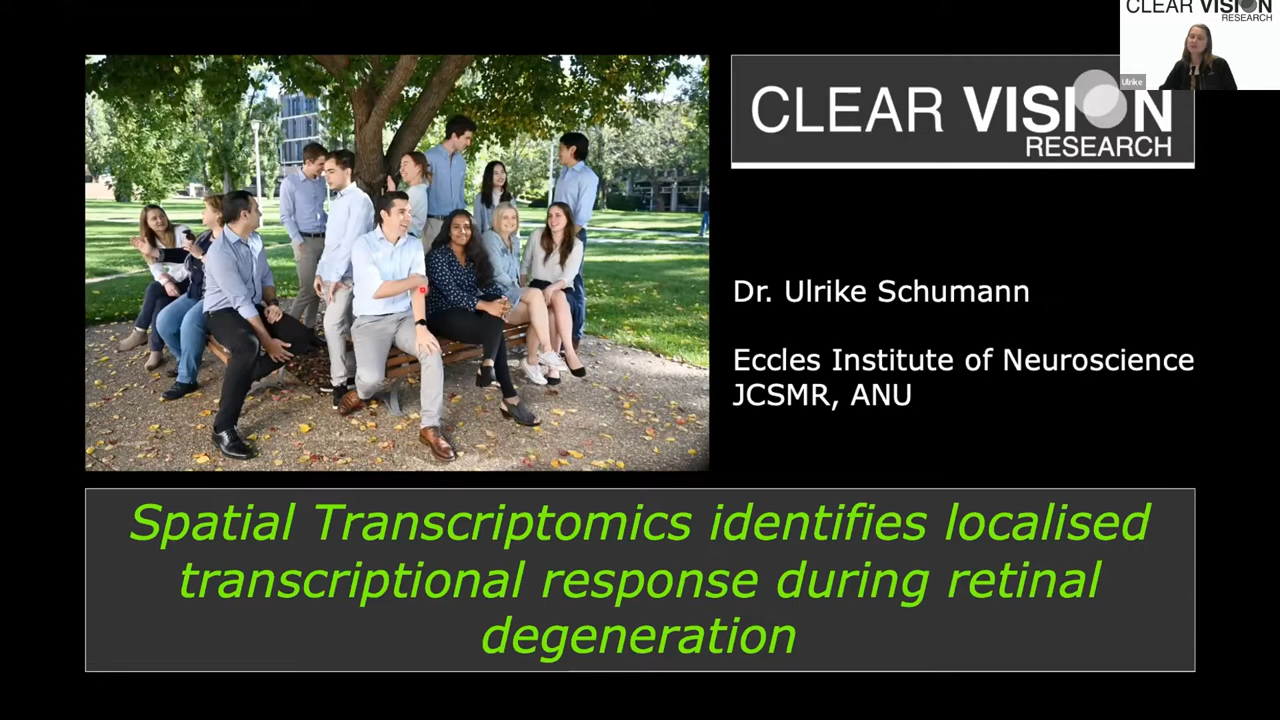 CLEAR VISION
RESEARCH
Ulrike
CLEAR VISION
RESEARCH
Dr. Ulrike Schumann
Eccles Institute of Neuroscience
JCSMR, ANU
Spatial Transcriptomics identifies localised
transcriptional response during retinal
degeneration